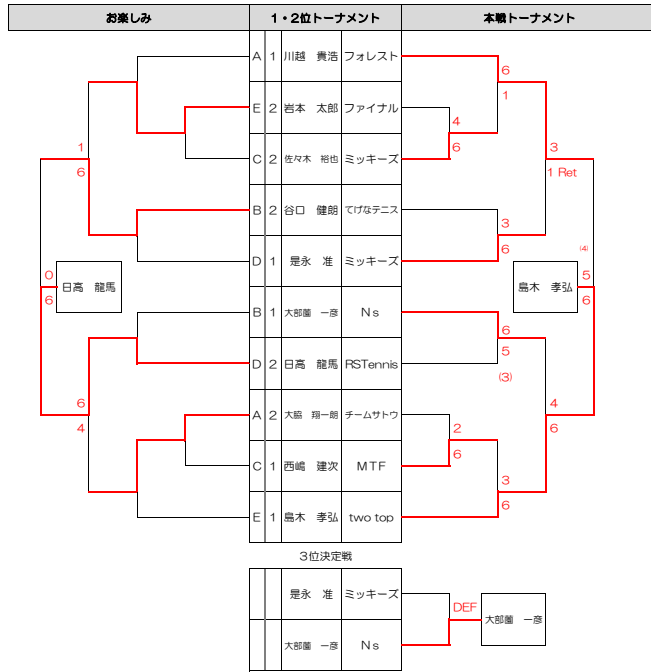 お楽しみ 1・2位トーナメント 本戦トーナメント
A 1 川越 貴浩 フォレスト
6
1
E 2 岩本 太郎 ファイナル
4
6
1
6
3
1 Ret
C 2 佐々木 裕也 ミッキーズ
B 2 谷口 健朗 てげなテニス
3
6
D 1 是永 准 ミッキーズ
(4)
0
6
日高 龍馬
島木 孝弘
5
6
B 1 大部薗 一彦 Ns
6
5
(3)
D 2 日高 龍馬 RSTennis
6
4
4
6
A 2 大脇 翔一朗 チームサトウ
2
6
C 1 西嶋 建次 MTF
3
6
E 1 島木 孝弘 two top
3位決定戦
是永 准 ミッキーズ
DEF
大部薗 一彦
大部薗 一彦 Ns